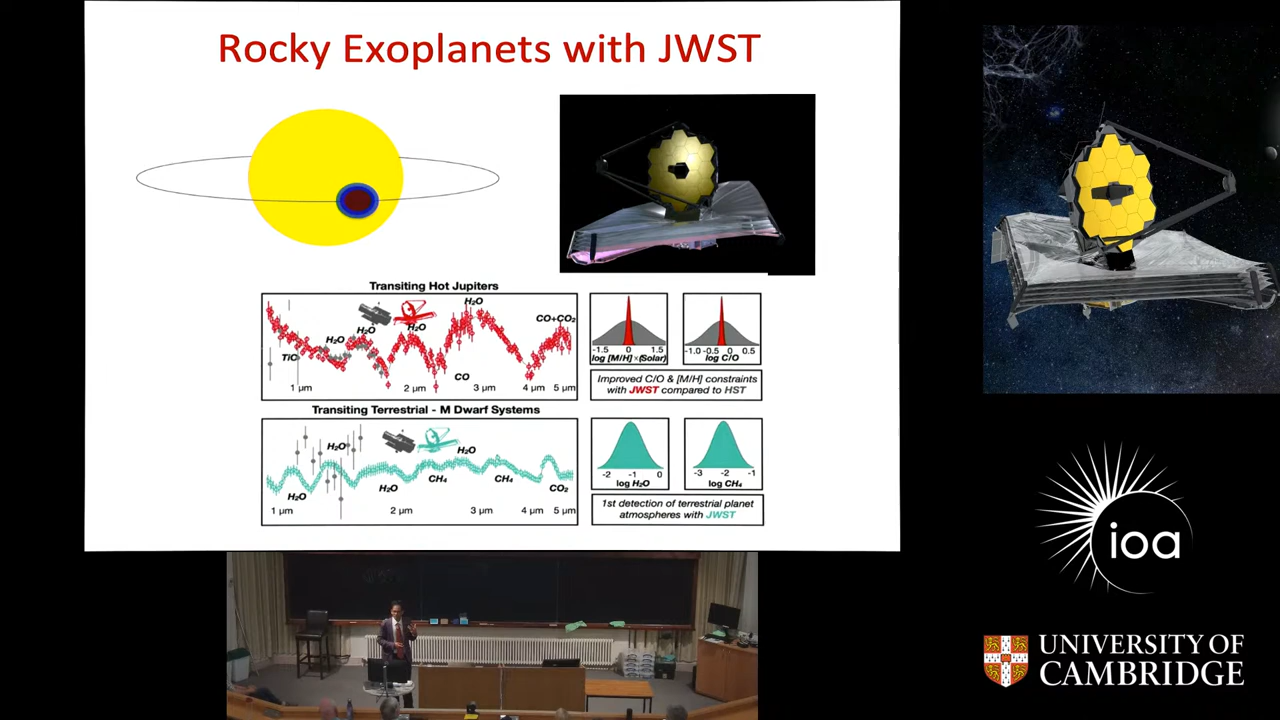 Rocky Exoplanets with JWST
Transiting Hot Jupiters
TiO
H₂O
H₂O
H₂O
H₂O
CO
CO+CO₂
1 μm
2 μm
3 μm
4 μm
5 μm
-1.5 0 1.5
log [M/H]×(Solar)
-1.0 -0.5 0 0.5
log C/O
Improved C/O & [M/H] constraints
with JWST compared to HST
Transiting Terrestrial - M Dwarf Systems
H₂O
H₂O
H₂O
CH₄
H₂O
CH₄
CO₂
1 μm
2 μm
3 μm
4 μm
5 μm
-2 -1 0
log H₂O
-3 -2 -1
log CH₄
1st detection of terrestrial planet
atmospheres with JWST
ioa
UNIVERSITY OF
CAMBRIDGE